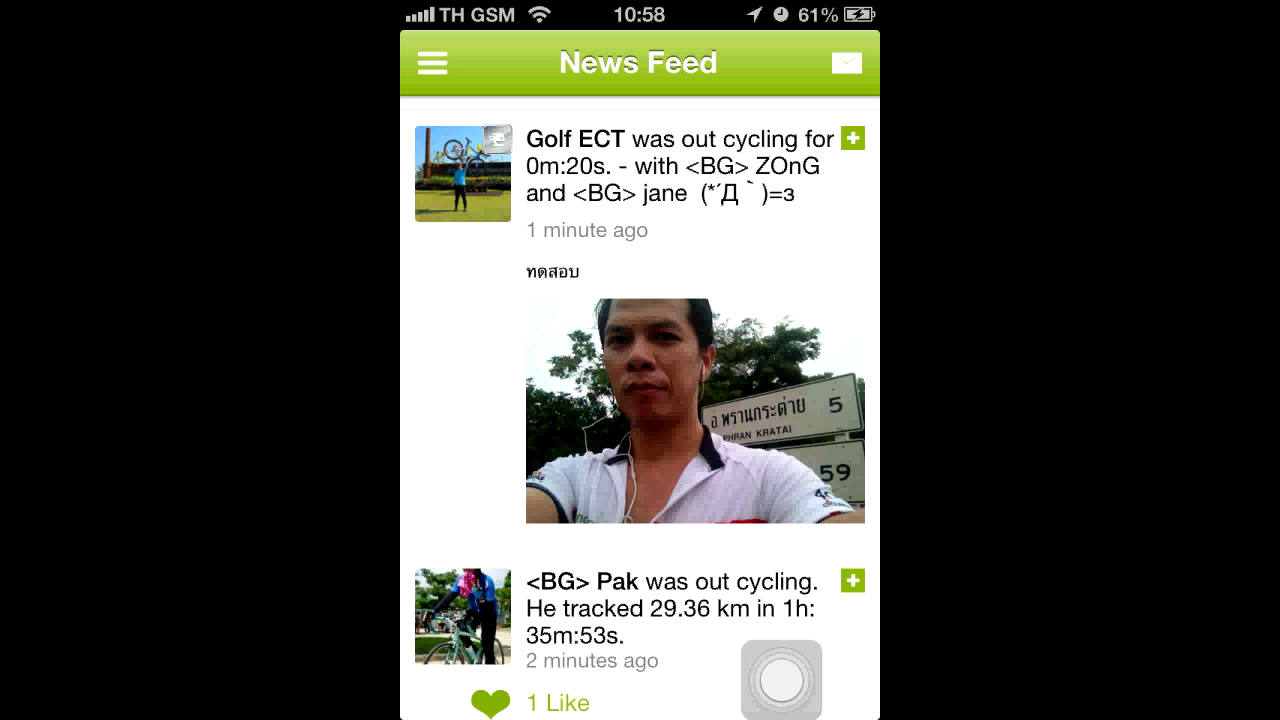 TH GSM 10:58 61%
News Feed
Golf ECT was out cycling for
0m:20s. - with <BG> ZOnG
and <BG> jane (*´Д｀)=з
1 minute ago
ทดสอบ
อ.พรานกระต่าย 5
PHRAN KRATAI
59
<BG> Pak was out cycling.
He tracked 29.36 km in 1h:
35m:53s.
2 minutes ago
1 Like